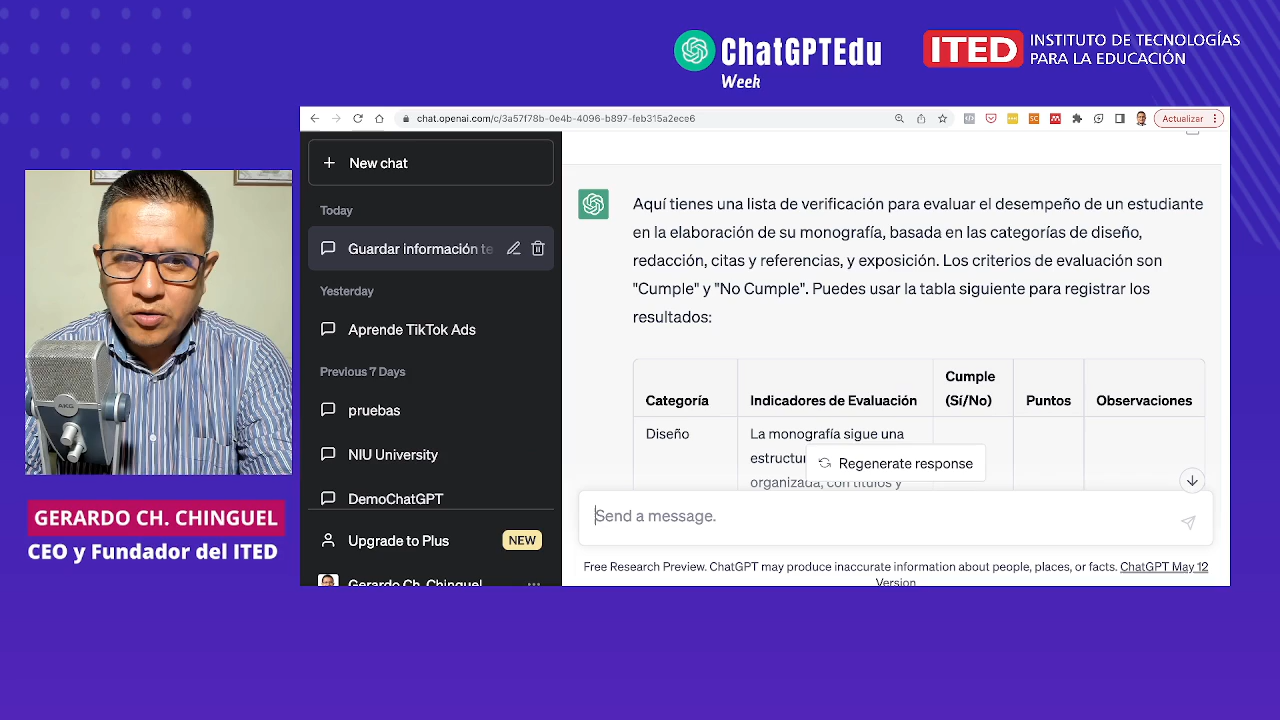 ChatGPTEdu
Week
ITED
INSTITUTO DE TECNOLOGÍAS
PARA LA EDUCACIÓN
chat.openai.com/c/3a57f78b-0e4b-4096-b897-feb315a2ece6
Actualizar
New chat
Today
Guardar información te
Yesterday
Aprende TikTok Ads
Previous 7 Days
pruebas
NIU University
DemoChatGPT
Upgrade to Plus
NEW
Gerardo Ch. Chinguel
Aquí tienes una lista de verificación para evaluar el desempeño de un estudiante
en la elaboración de su monografía, basada en las categorías de diseño,
redacción, citas y referencias, y exposición. Los criterios de evaluación son
"Cumple" y "No Cumple". Puedes usar la tabla siguiente para registrar los
resultados:
Cumple
Categoría Indicadores de Evaluación (Sí/No) Puntos Observaciones
Diseño La monografía sigue una
estructu
organizada, con títulos y
Regenerate response
Send a message.
Free Research Preview. ChatGPT may produce inaccurate information about people, places, or facts. ChatGPT May 12
Version
AKG
GERARDO CH. CHINGUEL
CEO y Fundador del ITED